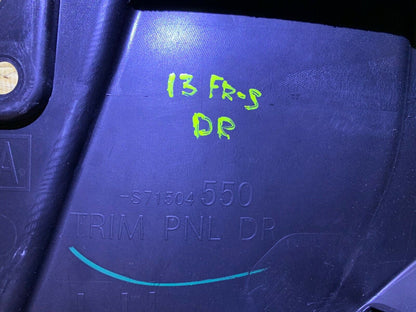 13 FR-S
DR
A
-S71504 550
TRIM PNL DR